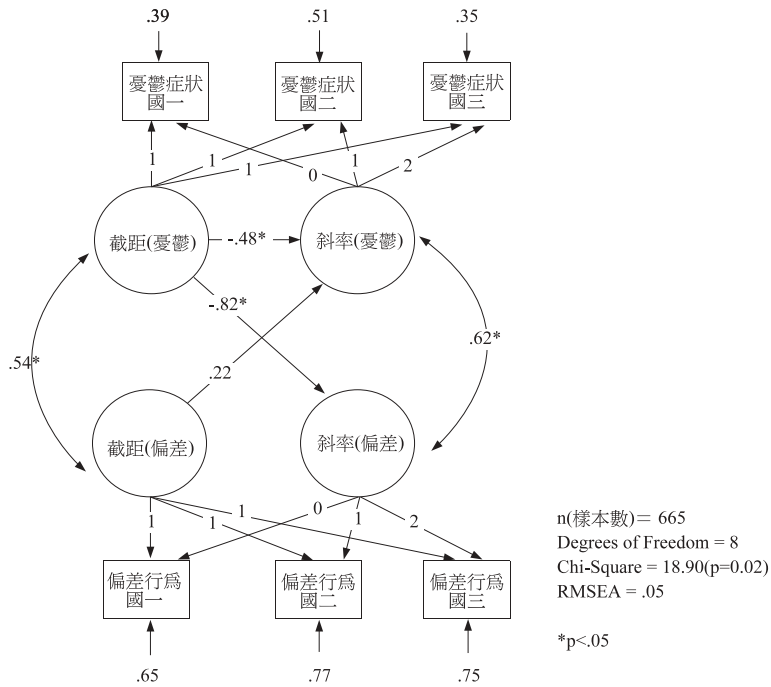 .39
.51
.35
憂鬱症狀
國一
憂鬱症狀
國二
憂鬱症狀
國三
1
1
1
0
1
2
截距(憂鬱)
-.48*
斜率(憂鬱)
-.82*
.54*
.62*
.22
截距(偏差)
斜率(偏差)
1
1
1
0
1
2
偏差行為
國一
偏差行為
國二
偏差行為
國三
.65
.77
.75
n(樣本數)＝ 665
Degrees of Freedom = 8
Chi-Square = 18.90(p=0.02)
RMSEA = .05
*p<.05